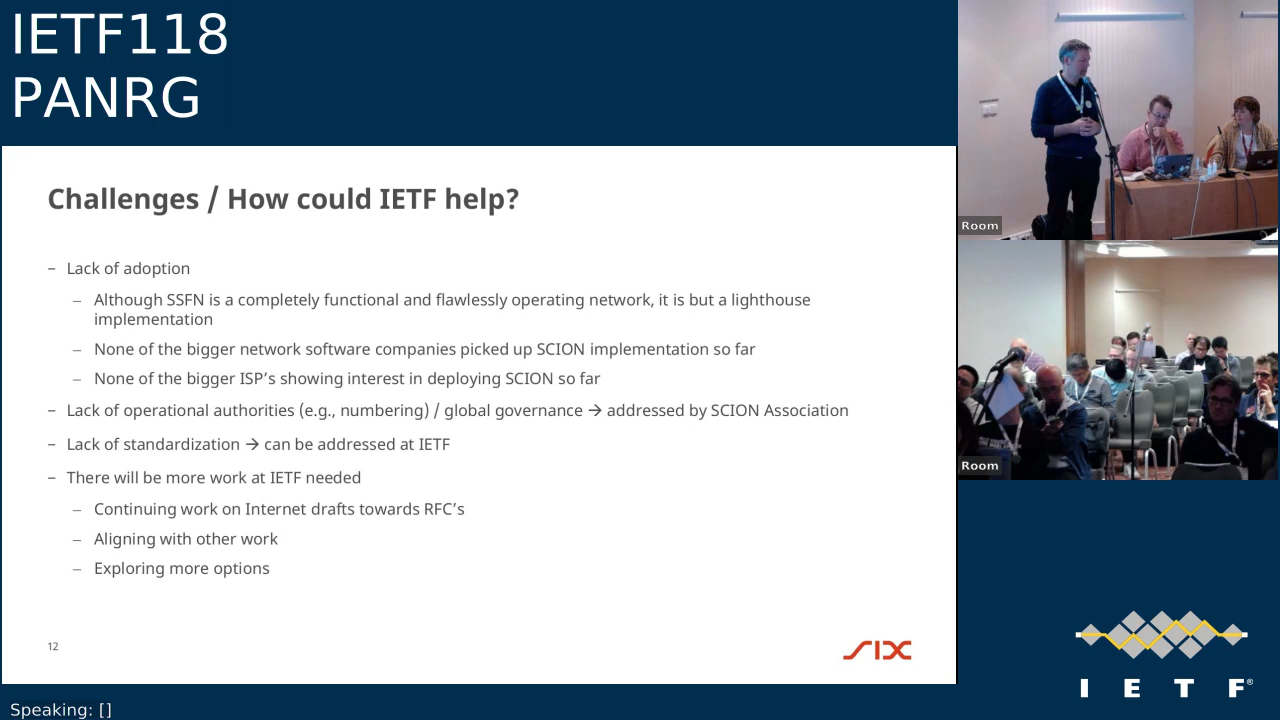 IETF118
PANRG
Challenges / How could IETF help?
– Lack of adoption
– Although SSFN is a completely functional and flawlessly operating network, it is but a lighthouse
implementation
– None of the bigger network software companies picked up SCION implementation so far
– None of the bigger ISP’s showing interest in deploying SCION so far
– Lack of operational authorities (e.g., numbering) / global governance → addressed by SCION Association
– Lack of standardization → can be addressed at IETF
– There will be more work at IETF needed
– Continuing work on Internet drafts towards RFC’s
– Aligning with other work
– Exploring more options
12
SIX
Room
Room
I E T F®
Speaking: []